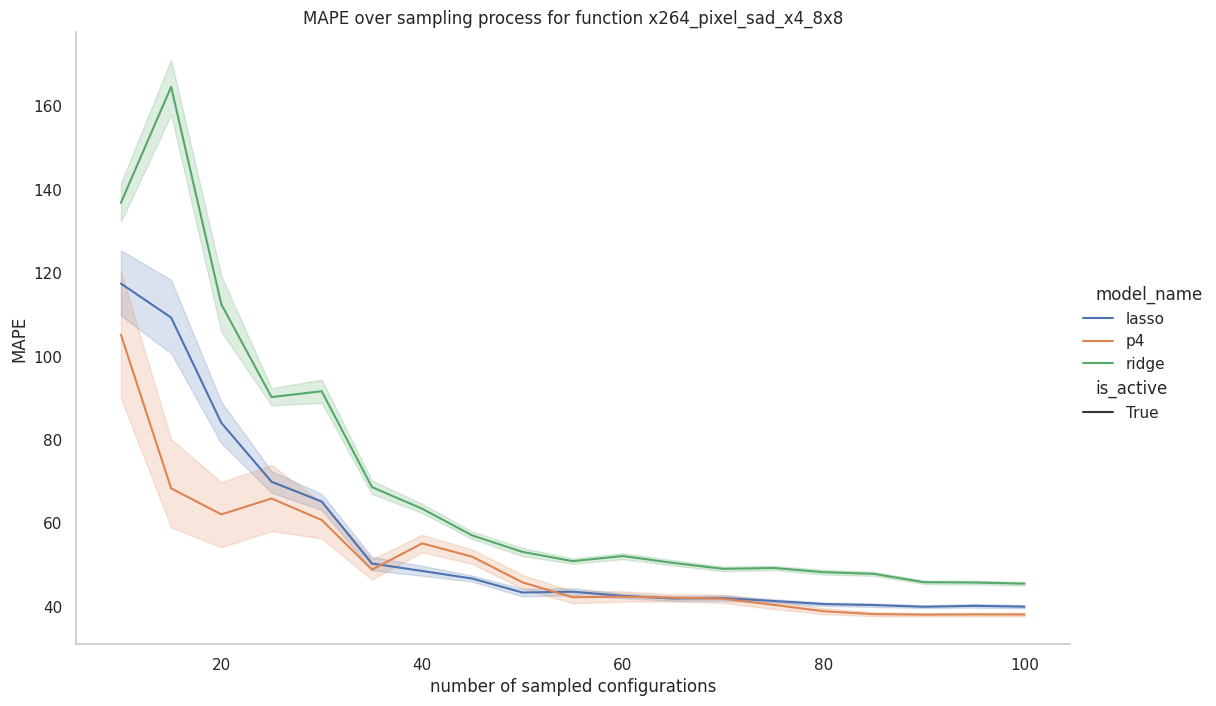 MAPE over sampling process for function x264_pixel_sad_x4_8x8
160
140
120
100
80
60
40
MAPE
20
40
60
80
100
number of sampled configurations
model_name
lasso
p4
ridge
is_active
True